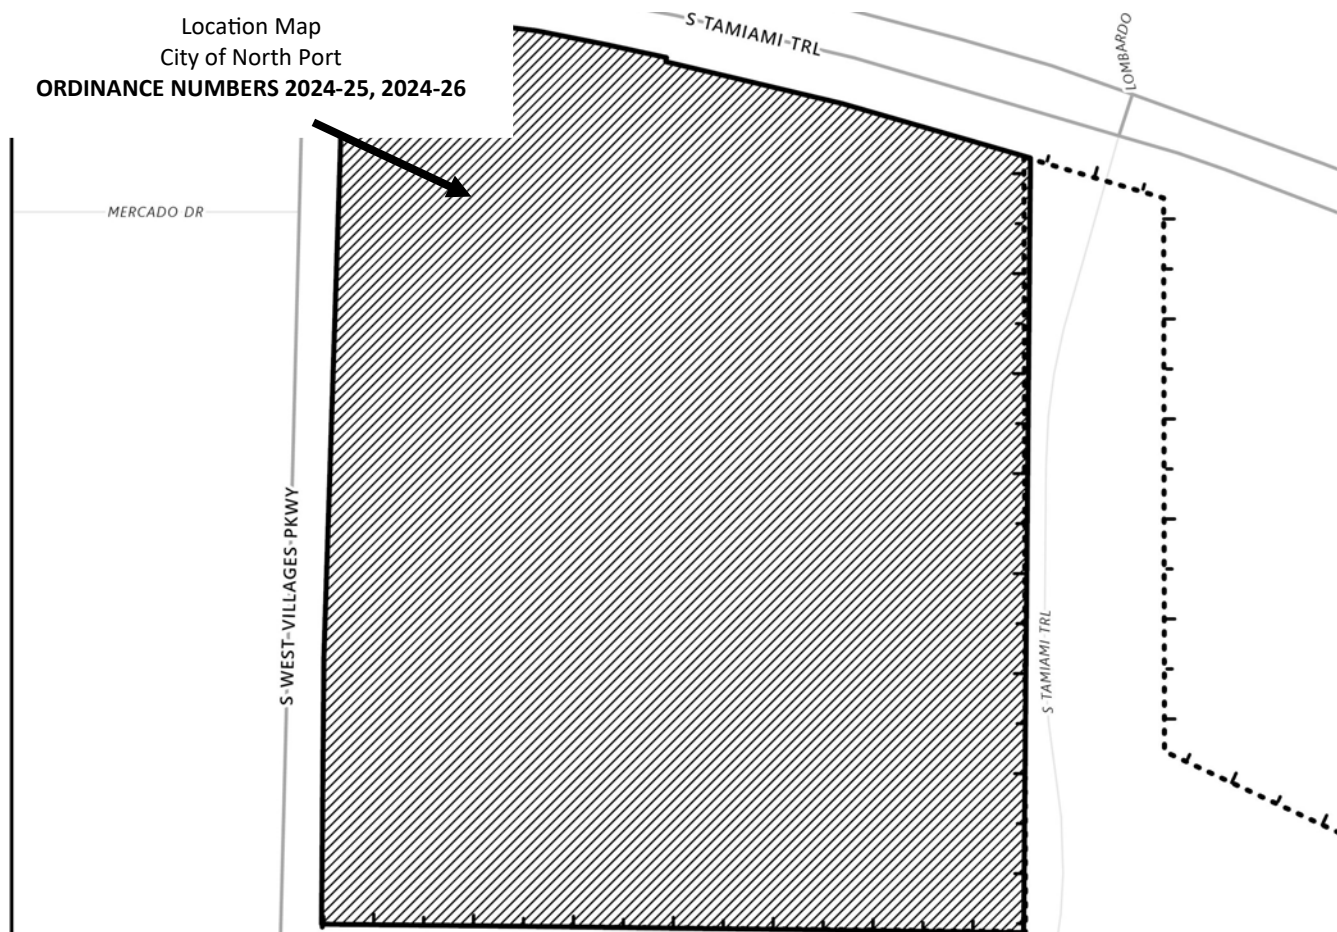 Location Map
City of North Port
ORDINANCE NUMBERS 2024-25, 2024-26
S TAMIAMI TRL
LOMBARDO
MERCADO DR
S WEST VILLAGES PKWY
S TAMIAMI TRL